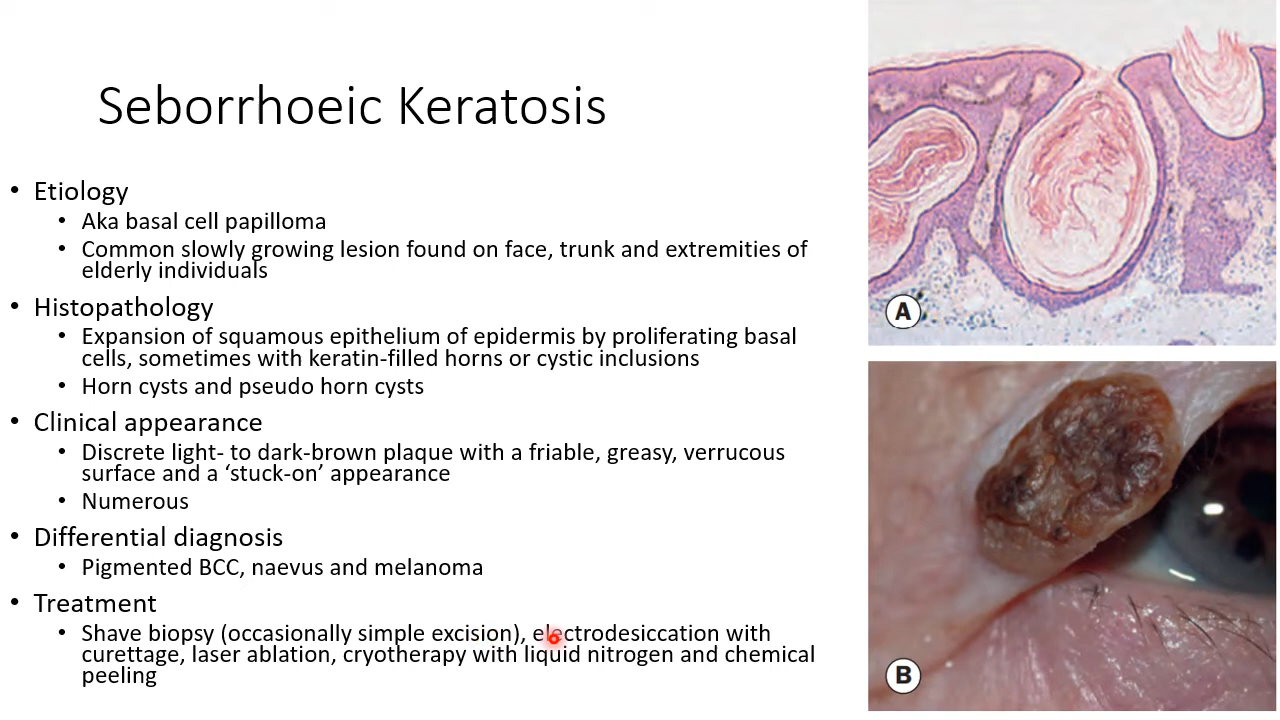 Seborrhoeic Keratosis
• Etiology
• Aka basal cell papilloma
• Common slowly growing lesion found on face, trunk and extremities of
elderly individuals
• Histopathology
• Expansion of squamous epithelium of epidermis by proliferating basal
cells, sometimes with keratin-filled horns or cystic inclusions
• Horn cysts and pseudo horn cysts
• Clinical appearance
• Discrete light- to dark-brown plaque with a friable, greasy, verrucous
surface and a ‘stuck-on’ appearance
• Numerous
• Differential diagnosis
• Pigmented BCC, naevus and melanoma
• Treatment
• Shave biopsy (occasionally simple excision), electrodesiccation with
curettage, laser ablation, cryotherapy with liquid nitrogen and chemical
peeling
A
B